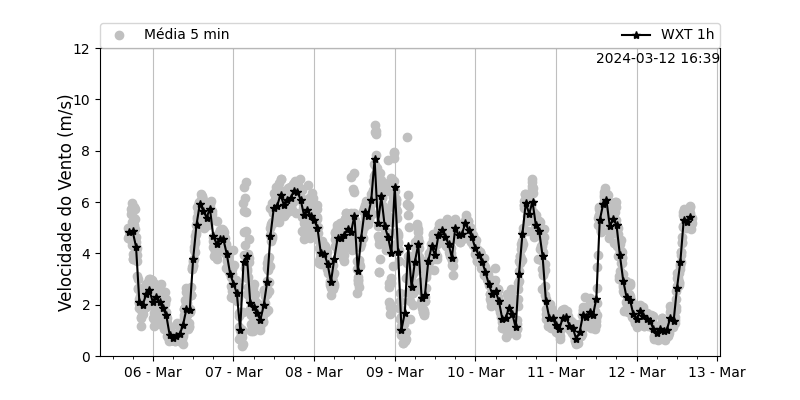 Média 5 min WXT 1h
2024-03-12 16:39
Velocidade do Vento (m/s)
12
10
8
6
4
2
0
06 - Mar 07 - Mar 08 - Mar 09 - Mar 10 - Mar 11 - Mar 12 - Mar 13 - Mar